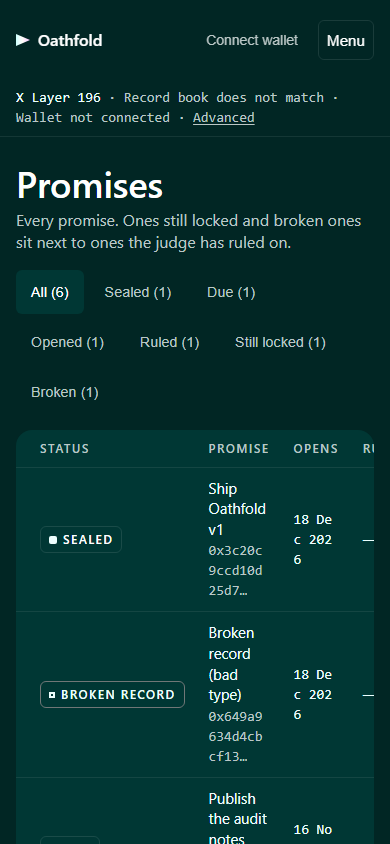 Oathfold
Connect wallet
Menu
X Layer 196 · Record book does not match ·
Wallet not connected · Advanced
Promises
Every promise. Ones still locked and broken ones
sit next to ones the judge has ruled on.
All (6)
Sealed (1)
Due (1)
Opened (1)
Ruled (1)
Still locked (1)
Broken (1)
STATUS
PROMISE
OPENS
SEALED
Ship
Oathfold
v1
0x3c20c
9ccd10d
25d7…
18 De
c 202
6
—
BROKEN RECORD
Broken
record
(bad
type)
0x649a9
634d4cb
cf13…
18 De
c 202
6
—
Publish
the audit
notes
16 No